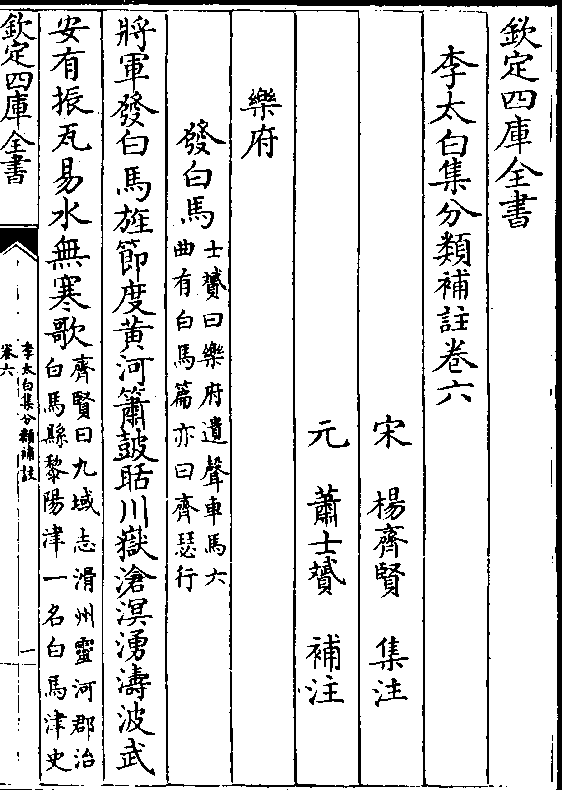 欽定四庫全書
李太白集分類補註卷六
宋 楊齊賢 集注
元 蕭士贇 補注
樂府
發白馬士贇曰樂府遺聲車馬六
曲有白馬篇亦曰齊瑟行
將軍發白馬旌節度黄河簫鼓聒川嶽滄溟湧濤波武
安有振瓦易水無寒歌齊賢曰九域志滑州靈河郡治
白馬縣黎陽津一名白馬津史
欽定四庫全書
李太白集分類補註
卷六
一